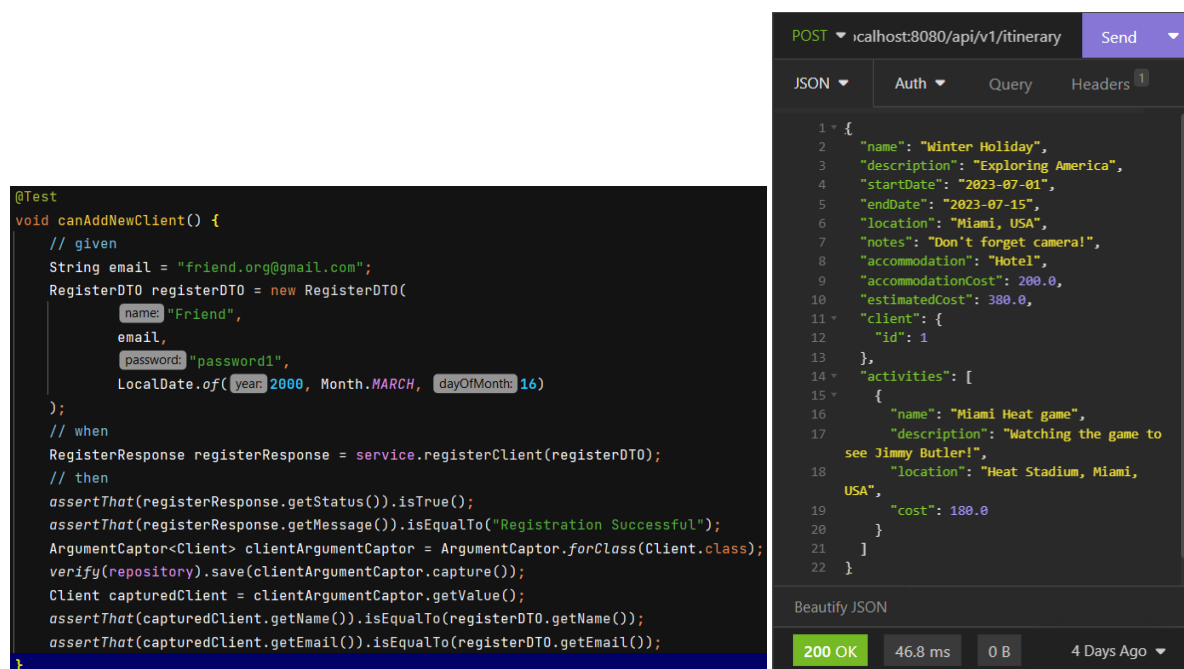 @Test
void canAddNewClient() {
// given
String email = "friend.org@gmail.com";
RegisterDTO registerDTO = new RegisterDTO(
name: "Friend",
email,
password: "password1",
LocalDate.of( year: 2000, Month.MARCH, dayOfMonth: 16)
);
// when
RegisterResponse registerResponse = service.registerClient(registerDTO);
// then
assertThat(registerResponse.getStatus()).isTrue();
assertThat(registerResponse.getMessage()).isEqualTo("Registration Successful");
ArgumentCaptor<Client> clientArgumentCaptor = ArgumentCaptor.forClass(Client.class);
verify(repository).save(clientArgumentCaptor.capture());
Client capturedClient = clientArgumentCaptor.getValue();
assertThat(capturedClient.getName()).isEqualTo(registerDTO.getName());
assertThat(capturedClient.getEmail()).isEqualTo(registerDTO.getEmail());
}
POST calhost:8080/api/v1/itinerary Send
JSON Auth Query Headers 1
1 {
2 "name": "Winter Holiday",
3 "description": "Exploring America",
4 "startDate": "2023-07-01",
5 "endDate": "2023-07-15",
6 "location": "Miami, USA",
7 "notes": "Don't forget camera!",
8 "accommodation": "Hotel",
9 "accommodationCost": 200.0,
10 "estimatedCost": 380.0,
11 "client": {
12 "id": 1
13 },
14 "activities": [
15 {
16 "name": "Miami Heat game",
17 "description": "Watching the game to
see Jimmy Butler!",
18 "location": "Heat Stadium, Miami,
USA",
19 "cost": 180.0
20 }
21 ]
22 }
Beautify JSON
200 OK 46.8 ms 0 B 4 Days Ago